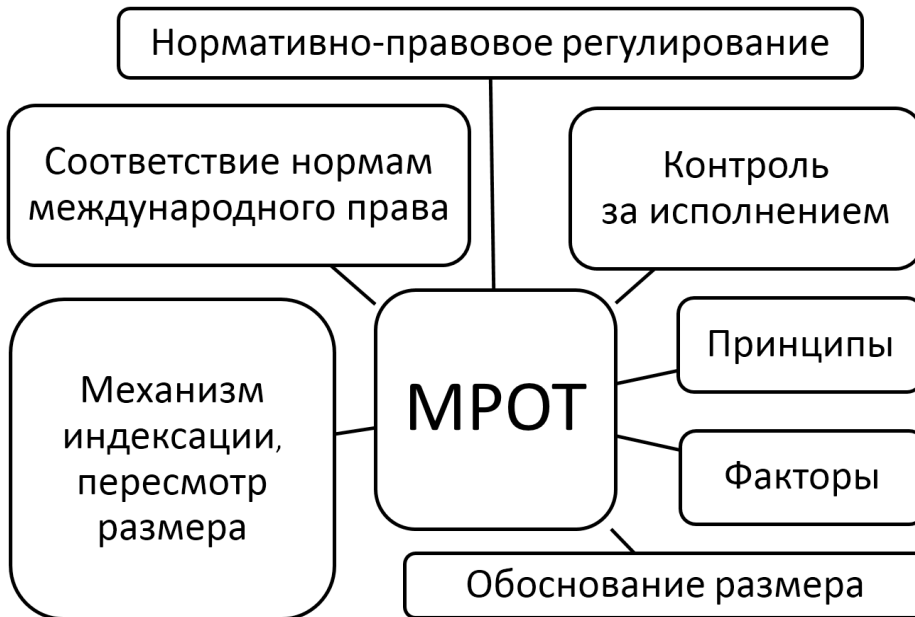 Нормативно-правовое регулирование
Соответствие нормам
международного права
Контроль
за исполнением
Механизм
индексации,
пересмотр
размера
МРОТ
Принципы
Факторы
Обоснование размера